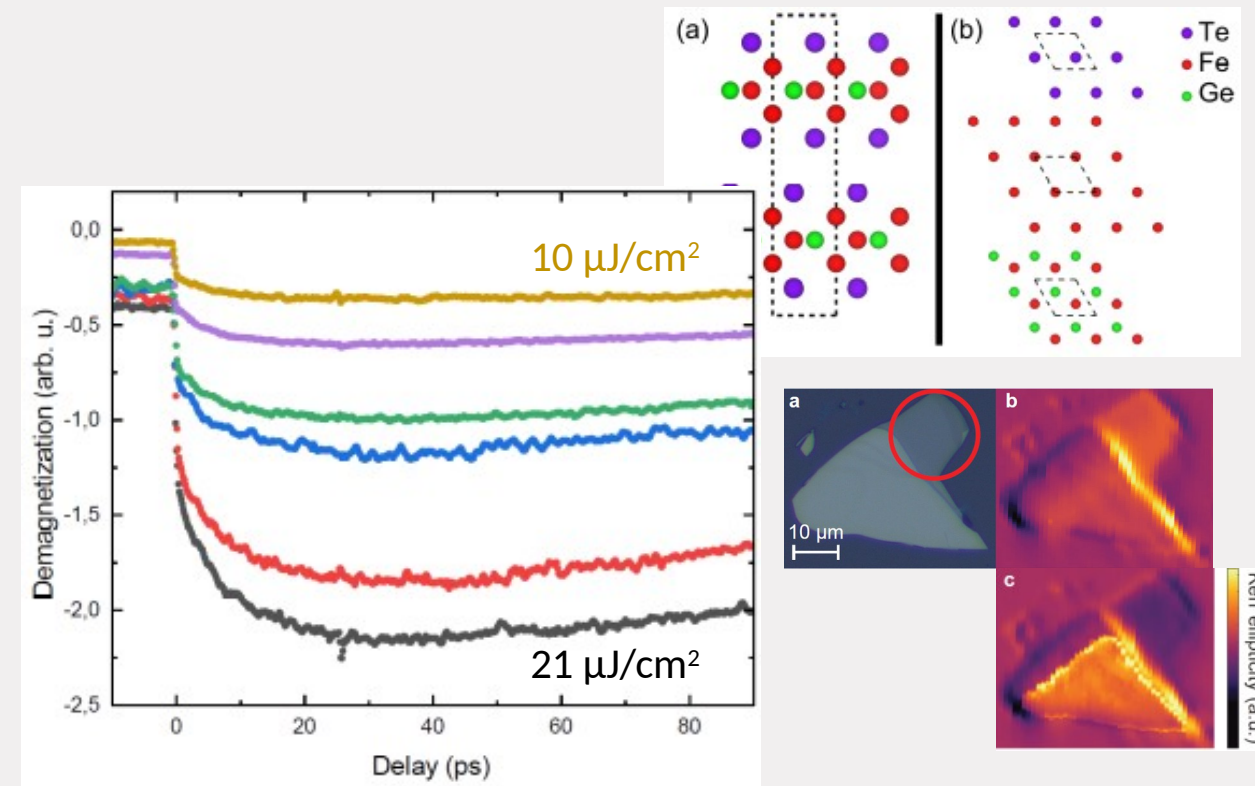 (a)
(b)
Te
Fe
Ge
0,0
-0,5
-1,0
-1,5
-2,0
-2,5
Demagnetization (arb. u.)
10 µJ/cm²
21 µJ/cm²
0
20
40
60
80
Delay (ps)
a
10 µm
b
c
ellipticity (a.u.)